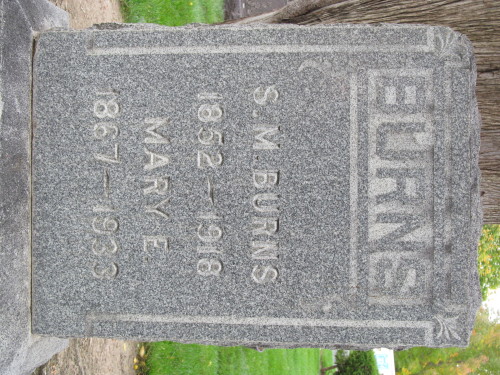 BURNS
S. M. BURNS
1852–1918
MARY E.
1867–1933